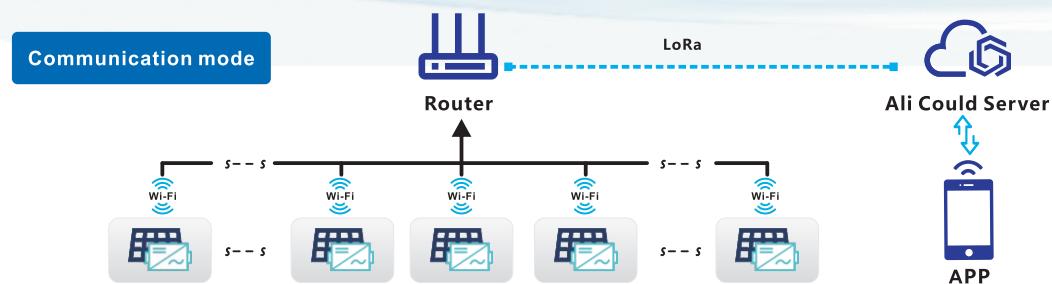 Communication mode
LoRa
Router
Ali Could Server
s-- s
s-- s
Wi-Fi
Wi-Fi
Wi-Fi
Wi-Fi
Wi-Fi
s-- s
s-- s
APP